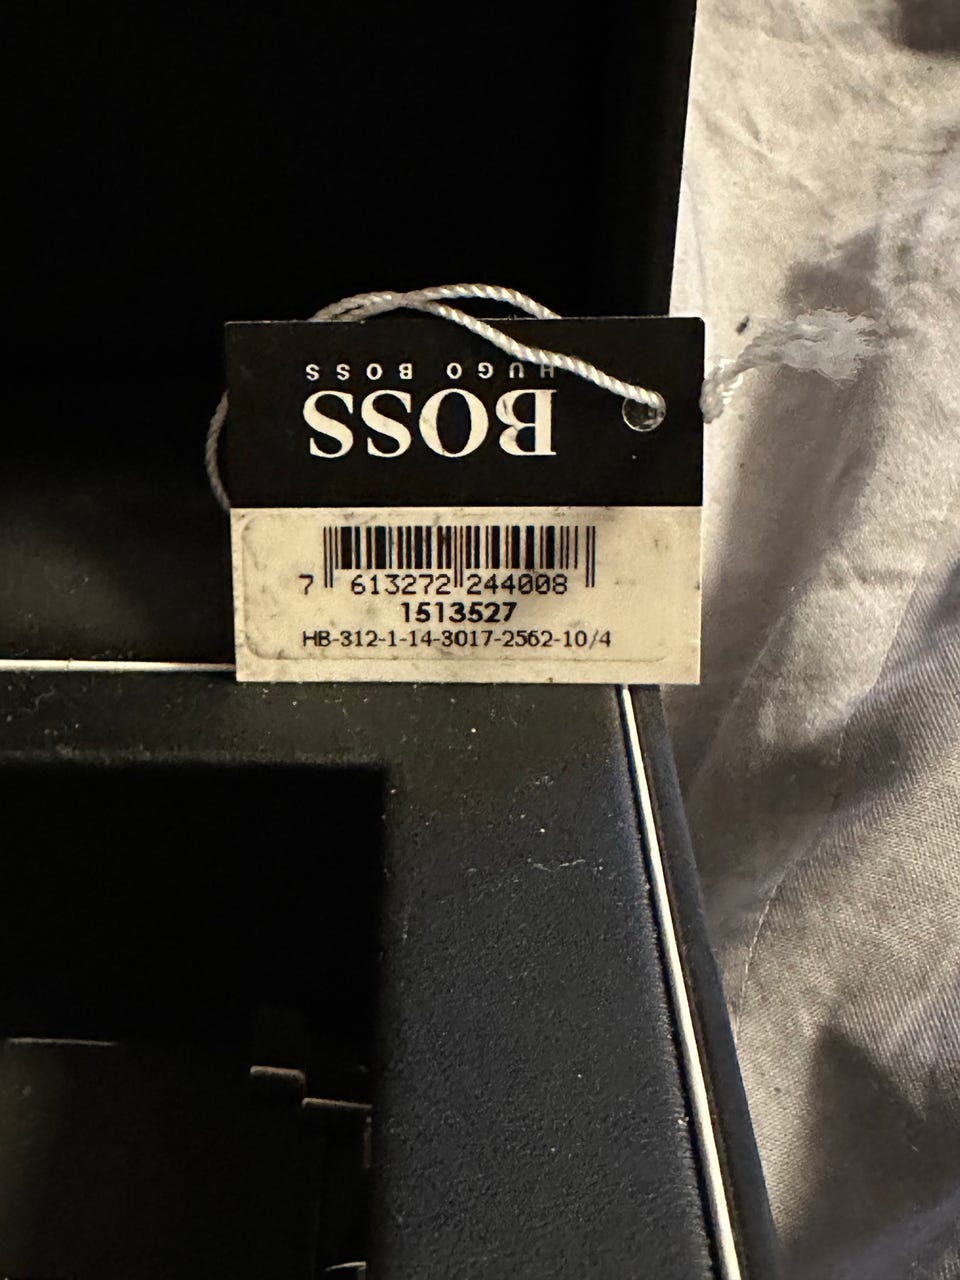 HUGO BOSS
BOSS
7 613272 244008
1513527
HB-312-1-14-3017-2562-10/4